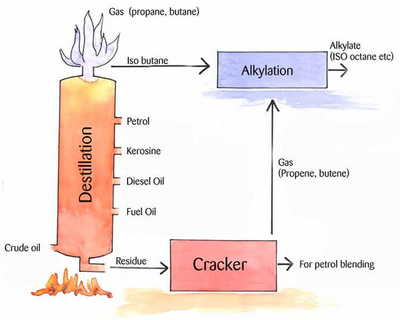 Gas (propane, butane)
Iso butane
Alkylation
Alkylate
(ISO octane etc)
Destillation
Petrol
Kerosine
Diesel Oil
Fuel Oil
Gas
(Propene, butene)
Crude oil
Residue
Cracker
For petrol blending